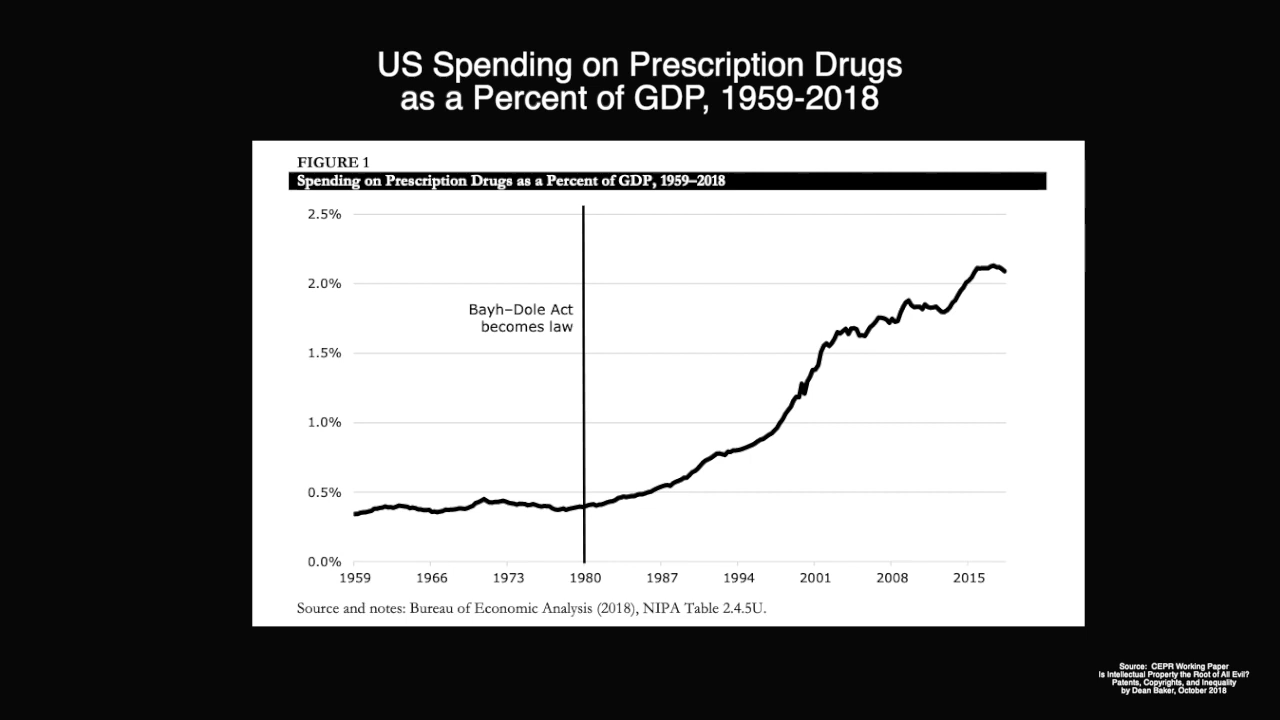 US Spending on Prescription Drugs
as a Percent of GDP, 1959-2018
FIGURE 1
Spending on Prescription Drugs as a Percent of GDP, 1959–2018
2.5%
2.0%
1.5%
1.0%
0.5%
0.0%
Bayh–Dole Act
becomes law
1959 1966 1973 1980 1987 1994 2001 2008 2015
Source and notes: Bureau of Economic Analysis (2018), NIPA Table 2.4.5U.
Source: CEPR Working Paper
Is Intellectual Property the Root of All Evil?
Patents, Copyrights, and Inequality
by Dean Baker, October 2018